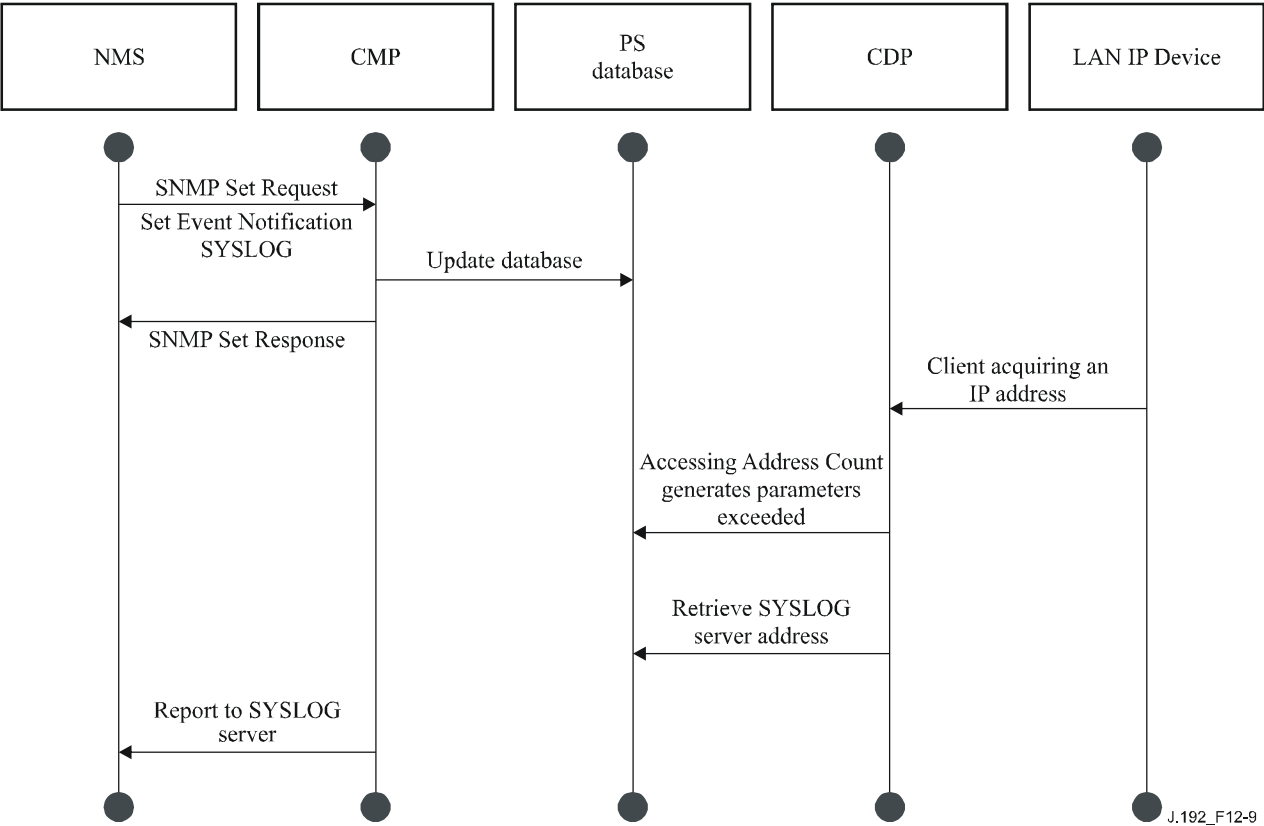 NMS
CMP
PS
database
CDP
LAN IP Device
SNMP Set Request
Set Event Notification
SYSLOG
Update database
SNMP Set Response
Client acquiring an
IP address
Accessing Address Count
generates parameters
exceeded
Retrieve SYSLOG
server address
Report to SYSLOG
server
J.192_F12-9